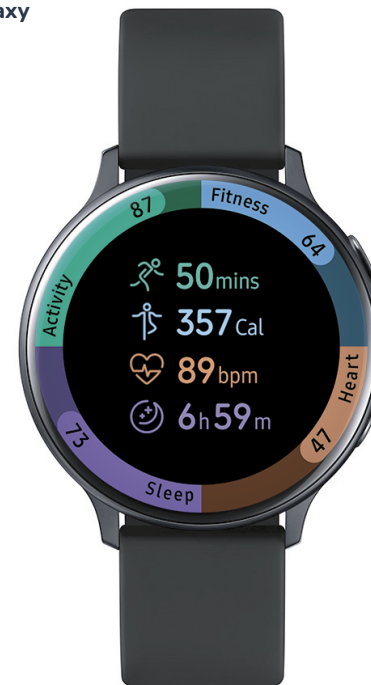 axy
87
Fitness
64
Activity
50mins
357Cal
89bpm
6h59m
Heart
47
73
Sleep